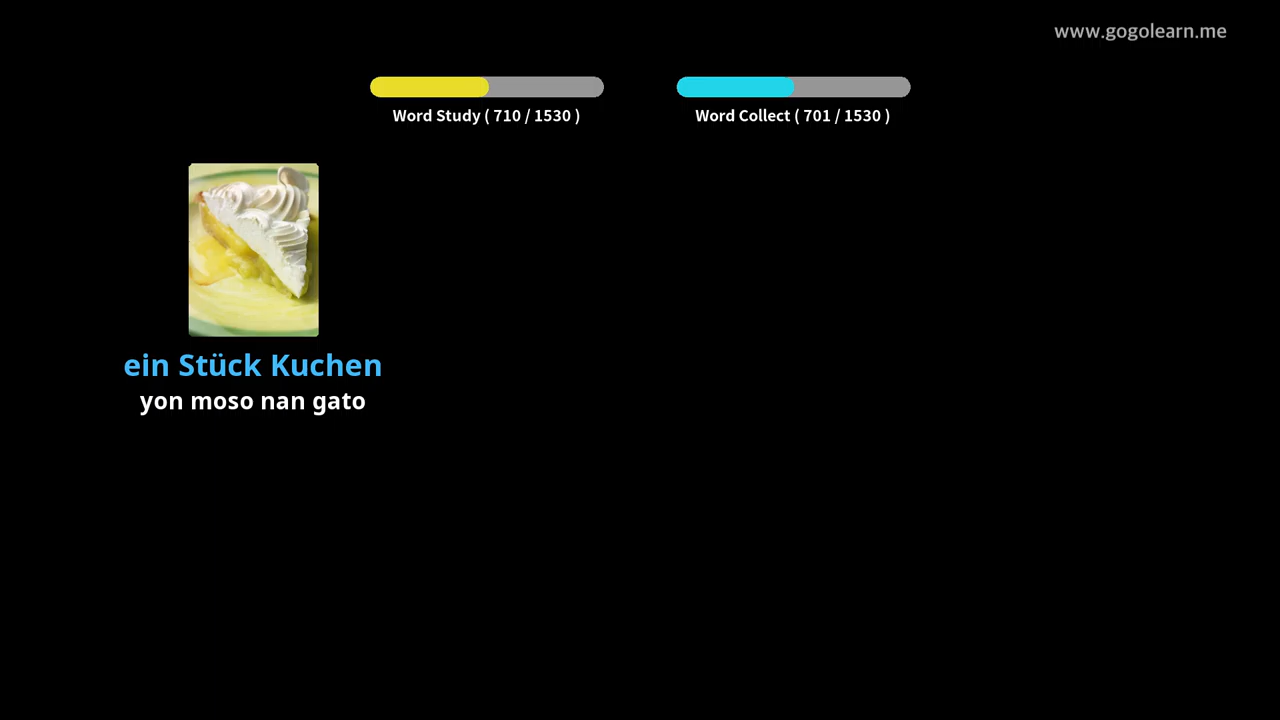 www.gogolearn.me
Word Study ( 710 / 1530 )
Word Collect ( 701 / 1530 )
ein Stück Kuchen
yon moso nan gato